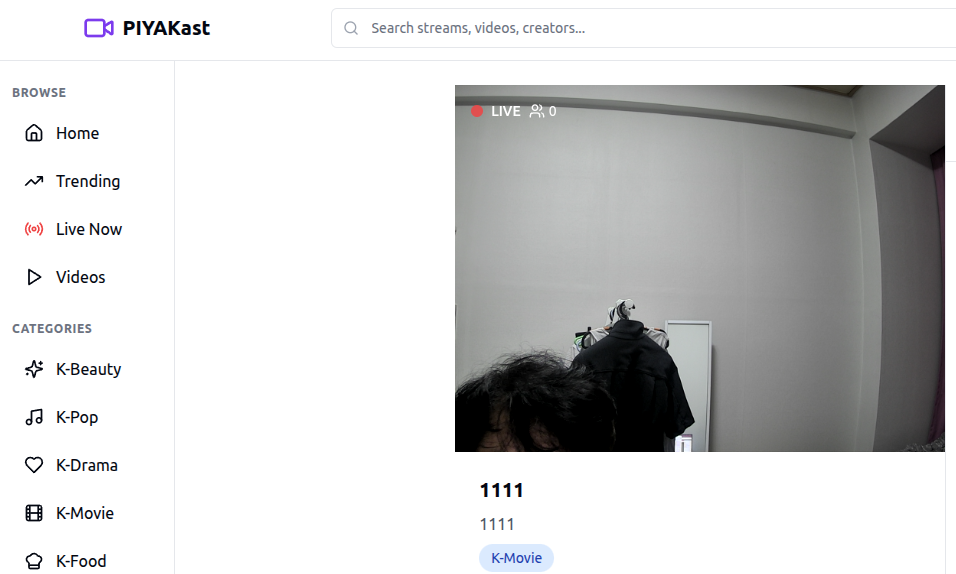 PIYAKast
Search streams, videos, creators...
BROWSE
Home
Trending
Live Now
Videos
CATEGORIES
K-Beauty
K-Pop
K-Drama
K-Movie
K-Food
LIVE 0
1111
1111
K-Movie